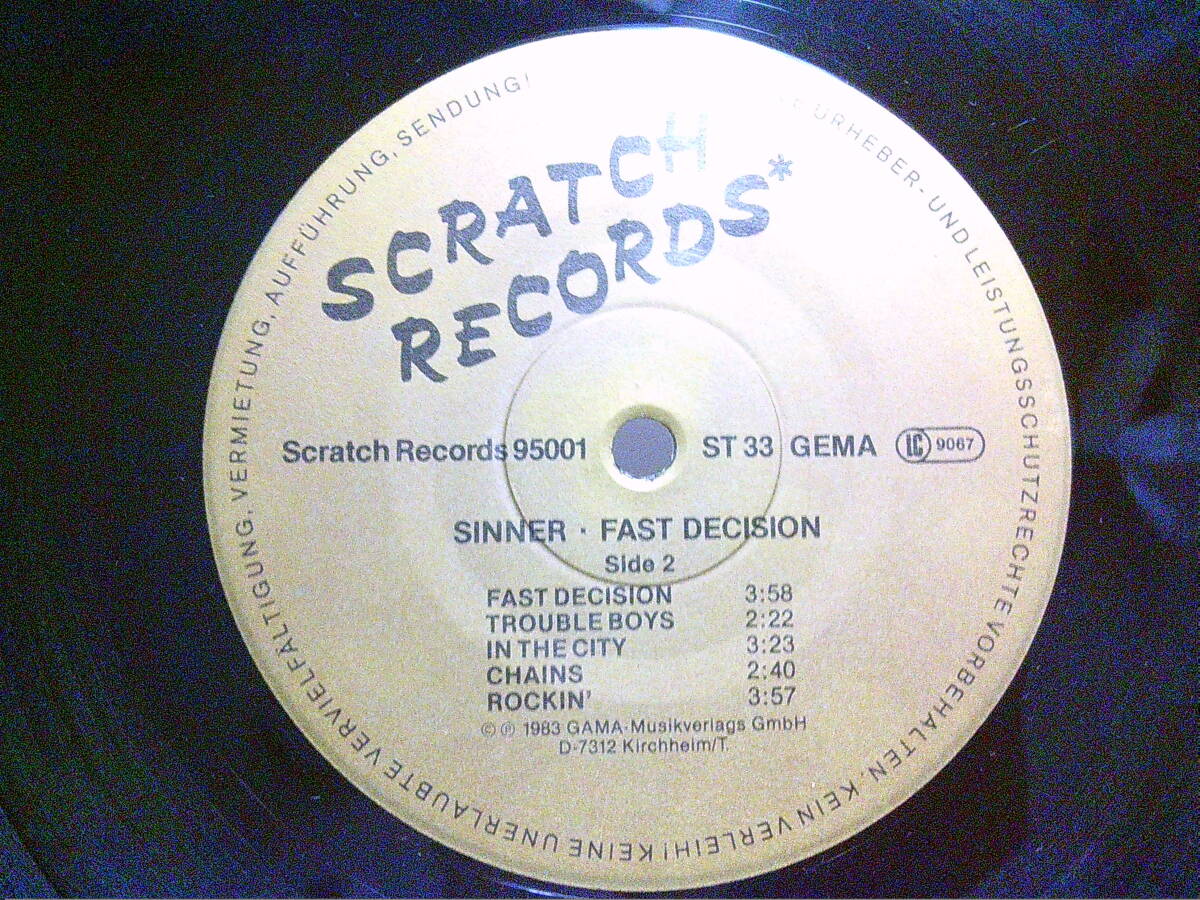 SCRATCH
RECORDS*
Scratch Records 95001 ST 33 GEMA LC 9067
SINNER · FAST DECISION
Side 2
FAST DECISION 3:58
TROUBLE BOYS 2:22
IN THE CITY 3:23
CHAINS 2:40
ROCKIN' 3:57
© ℗ 1983 GAMA-Musikverlags GmbH
D-7312 Kirchheim/T.
URHEBER- UND LEISTUNGSSCHUTZRECHTE VORBEHALTEN. KEIN VERLEIH! KEINE UNERLAUBTE VERVIELFÄLTIGUNG, VERMIETUNG, AUFFÜHRUNG, SENDUNG!